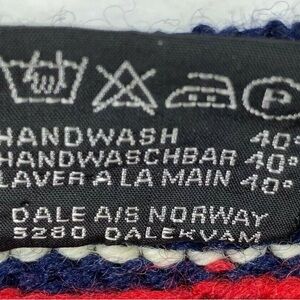 P
HANDWASH 40°
HANDWASCHBAR 40°
LAVER A LA MAIN 40°
DALE A/S NORWAY
5280 DALEKVAM